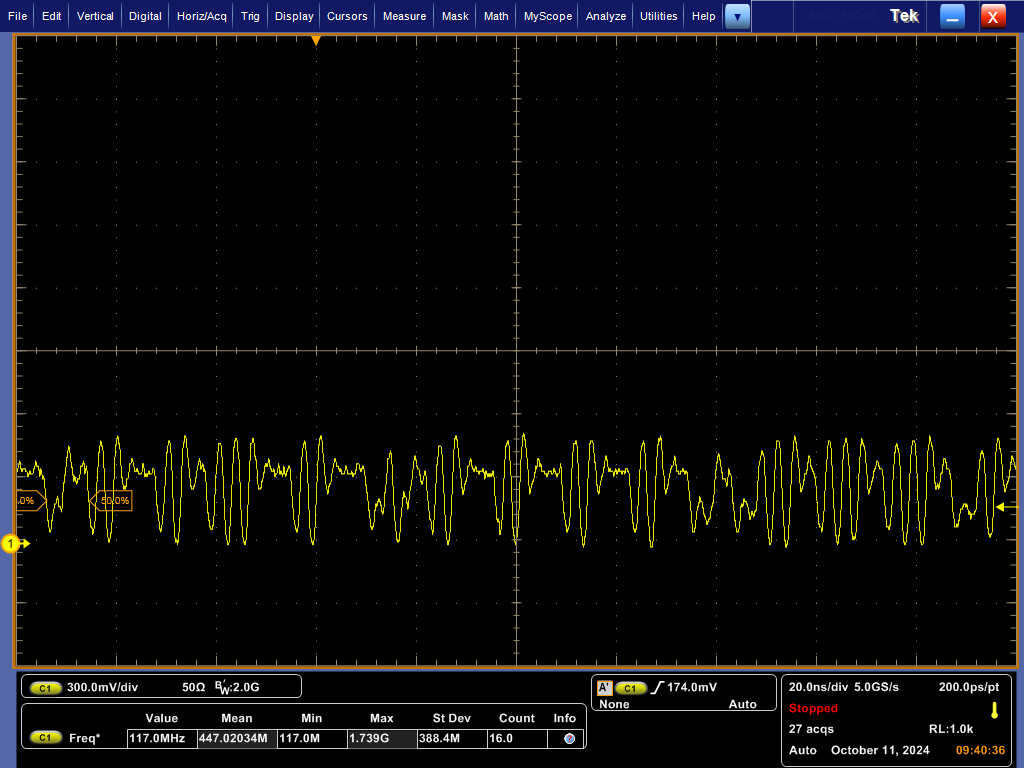 File Edit Vertical Digital Horiz/Acq Trig Display Cursors Measure Mask Math MyScope Analyze Utilities Help Tek X
.0% 50.0%
1
C1 300.0mV/div 50Ω BW:2.0G
Value Mean Min Max St Dev Count Info
C1 Freq* 117.0MHz 447.02034M 117.0M 1.739G 388.4M 16.0
A' C1 174.0mV
None Auto
20.0ns/div 5.0GS/s 200.0ps/pt
Stopped
27 acqs RL:1.0k
Auto October 11, 2024 09:40:36